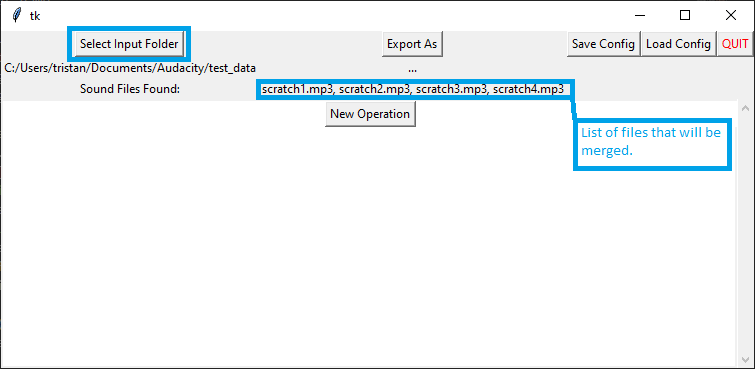 tk
Select Input Folder Export As Save Config Load Config QUIT
C:/Users/tristan/Documents/Audacity/test_data ...
Sound Files Found: scratch1.mp3, scratch2.mp3, scratch3.mp3, scratch4.mp3
New Operation
List of files that will be
merged.